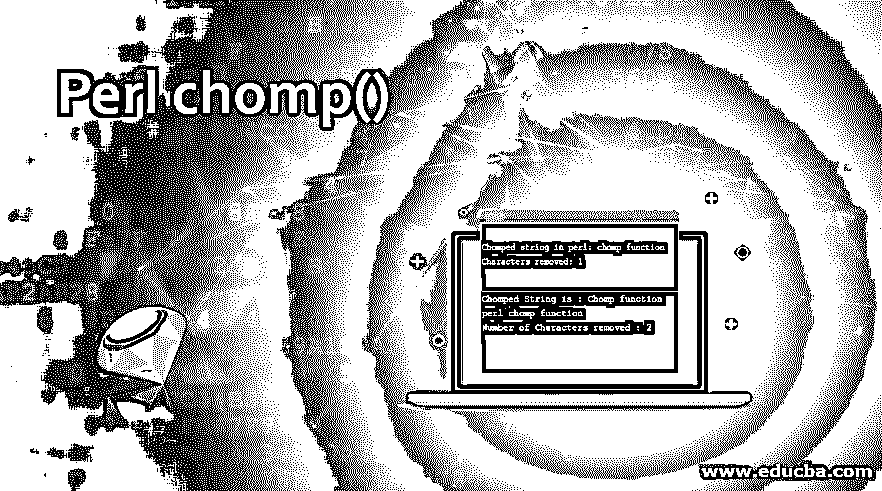 Perl chomp()
Chomped string in perl: chomp function
Characters removed: 1
Chomped String is : Chomp function
perl chomp function
Number of Characters removed : 2
www.educba.com